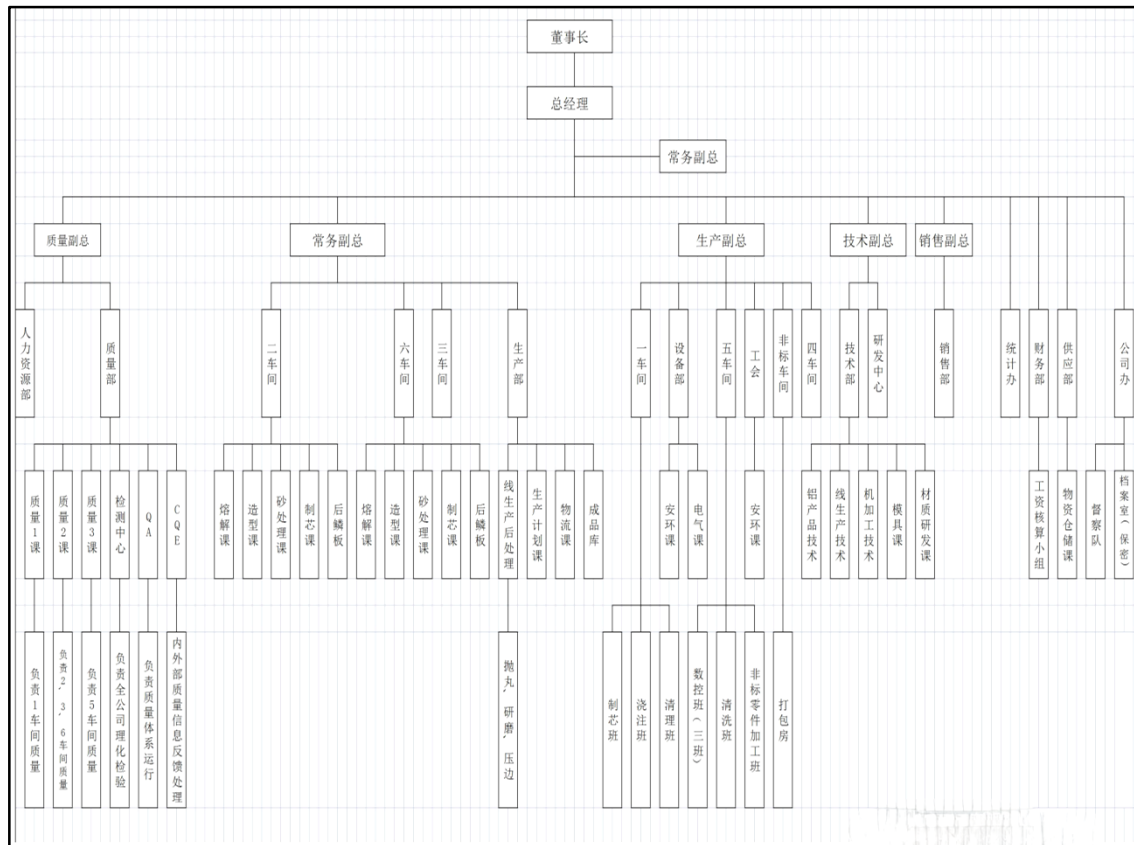 董事长
总经理
常务副总
质量副总
常务副总
生产副总
技术副总
销售副总
人力资源部
质量部
二车间
六车间
三车间
生产部
一车间
设备部
五车间
工会
非标车间
四车间
技术部
研发中心
销售部
统计办
财务部
供应部
公司办
质量1课
质量2课
质量3课
检测中心
QA
CQE
熔解课
造型课
砂处理课
制芯课
后鳞板
熔解课
造型课
砂处理课
制芯课
后鳞板
线生产后处理
生产计划课
物流课
成品库
安环课
电气课
安环课
铝产品技术
线生产技术
机加工技术
模具课
材质研发课
工资核算小组
物资仓储课
督察队
档案室(保密)
负责1车间质量
负责2、3、6车间质量
负责5车间质量
负责全公司理化检验
负责质量体系运行
内外部质量信息反馈处理
抛丸、研磨、压边
制芯班
浇注班
清理班
数控班(三班)
清洗班
非标零件加工班
打包房